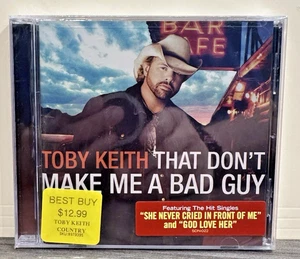 BAR
CAFE
TOBY KEITH THAT DON'T
MAKE ME A BAD GUY
BEST BUY
$12.99
TOBY KEITH
COUNTRY
Featuring The Hit Singles
"SHE NEVER CRIED IN FRONT OF ME"
and "GOD LOVE HER"